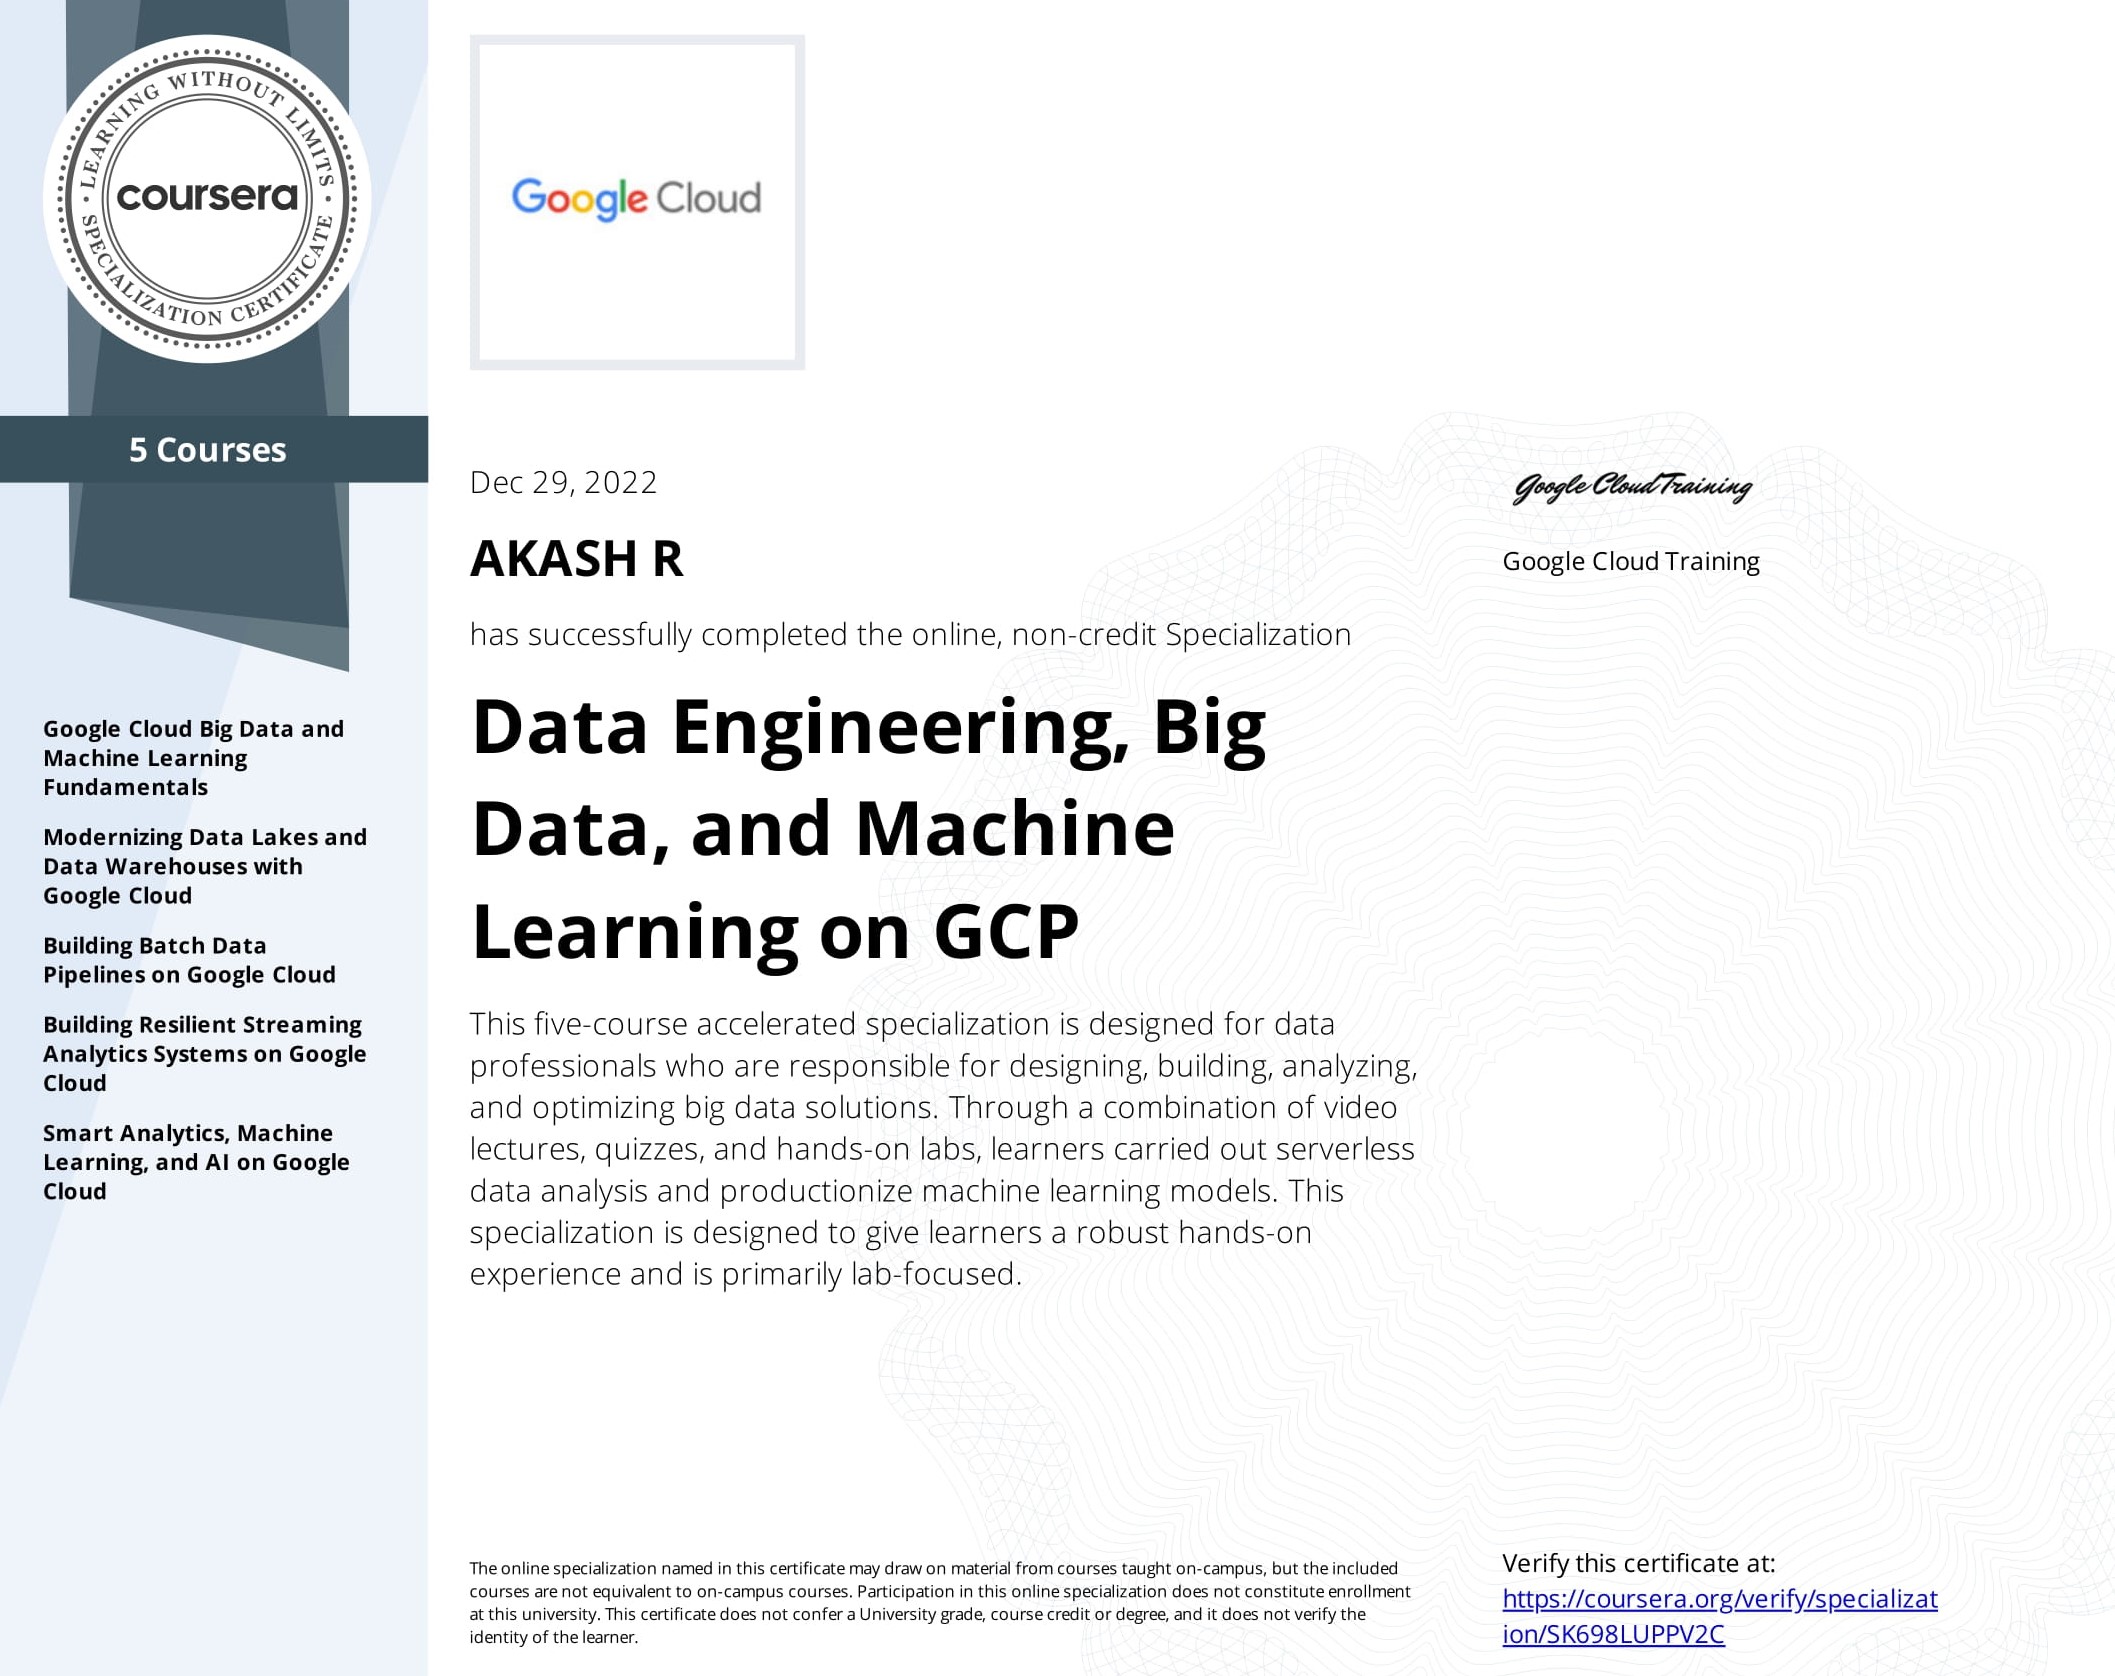 LEARNING WITHOUT LIMITS
coursera
SPECIALIZATION CERTIFICATE
5 Courses
Google Cloud Big Data and
Machine Learning
Fundamentals
Modernizing Data Lakes and
Data Warehouses with
Google Cloud
Building Batch Data
Pipelines on Google Cloud
Building Resilient Streaming
Analytics Systems on Google
Cloud
Smart Analytics, Machine
Learning, and AI on Google
Cloud
Google Cloud
Dec 29, 2022
AKASH R
has successfully completed the online, non-credit Specialization
Data Engineering, Big
Data, and Machine
Learning on GCP
This five-course accelerated specialization is designed for data
professionals who are responsible for designing, building, analyzing,
and optimizing big data solutions. Through a combination of video
lectures, quizzes, and hands-on labs, learners carried out serverless
data analysis and productionize machine learning models. This
specialization is designed to give learners a robust hands-on
experience and is primarily lab-focused.
Google Cloud Training
Google Cloud Training
The online specialization named in this certificate may draw on material from courses taught on-campus, but the included
courses are not equivalent to on-campus courses. Participation in this online specialization does not constitute enrollment
at this university. This certificate does not confer a University grade, course credit or degree, and it does not verify the
identity of the learner.
Verify this certificate at:
https://coursera.org/verify/specializat
ion/SK698LUPPV2C